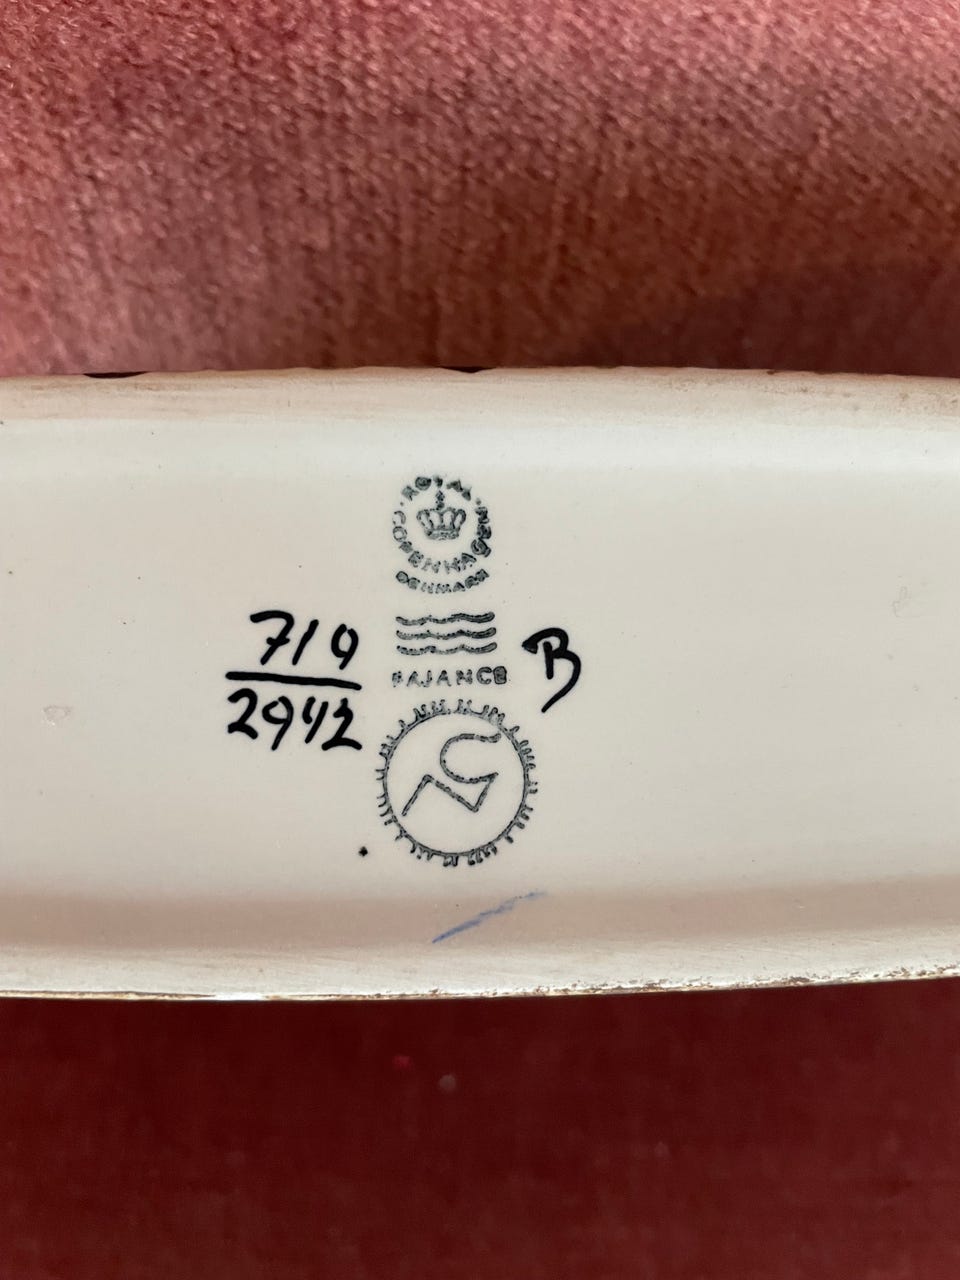 ROYAL COPENHAGEN
DENMARK
FAJANCE
719
2942
B